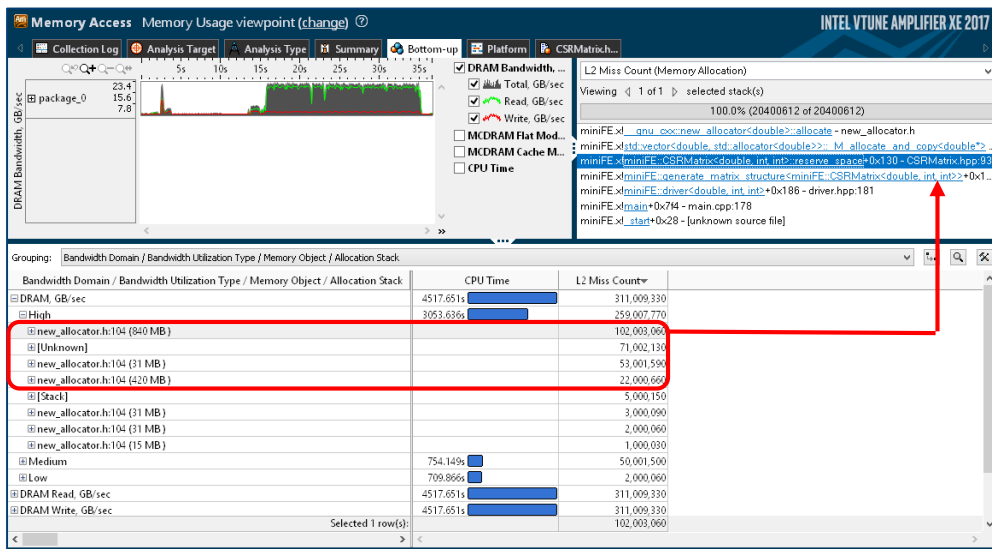 Memory Access Memory Usage viewpoint (change) ?
INTEL VTUNE AMPLIFIER XE 2017
Collection Log Analysis Target Analysis Type Summary Bottom-up Platform CSRMatrix.h...
5s 10s 15s 20s 25s 30s 35s
DRAM Bandwidth, GB/sec
package_0
23.4
15.6
7.8
DRAM Bandwidth, ...
Total, GB/sec
Read, GB/sec
Write, GB/sec
MCDRAM Flat Mod...
MCDRAM Cache M...
CPU Time
L2 Miss Count (Memory Allocation)
Viewing 1 of 1 selected stack(s)
100.0% (20400612 of 20400612)
miniFE.x!__gnu_cxx::new_allocator<double>::allocate - new_allocator.h
miniFE.x!std::vector<double, std::allocator<double>>::_M_allocate_and_copy<double*> ...
miniFE.x!miniFE::CSRMatrix<double, int, int>::reserve_space+0x130 - CSRMatrix.hpp:93
miniFE.x!miniFE::generate_matrix_structure<miniFE::CSRMatrix<double, int, int>>+0x1...
miniFE.x!miniFE::driver<double, int, int>+0x186 - driver.hpp:181
miniFE.x!main+0x7f4 - main.cpp:178
miniFE.x!_start+0x28 - [unknown source file]
Grouping: Bandwidth Domain / Bandwidth Utilization Type / Memory Object / Allocation Stack
Bandwidth Domain / Bandwidth Utilization Type / Memory Object / Allocation Stack CPU Time L2 Miss Count
DRAM, GB/sec 4517.651s 311,009,330
High 3053.636s 259,007,770
new_allocator.h:104 (840 MB ) 102,003,060
[Unknown] 71,002,130
new_allocator.h:104 (31 MB ) 53,001,590
new_allocator.h:104 (420 MB ) 22,000,660
[Stack] 5,000,150
new_allocator.h:104 (31 MB ) 3,000,090
new_allocator.h:104 (31 MB ) 2,000,060
new_allocator.h:104 (15 MB ) 1,000,030
Medium 754.149s 50,001,500
Low 709.866s 2,000,060
DRAM Read, GB/sec 4517.651s 311,009,330
DRAM Write, GB/sec 4517.651s 311,009,330
Selected 1 row(s): 102,003,060